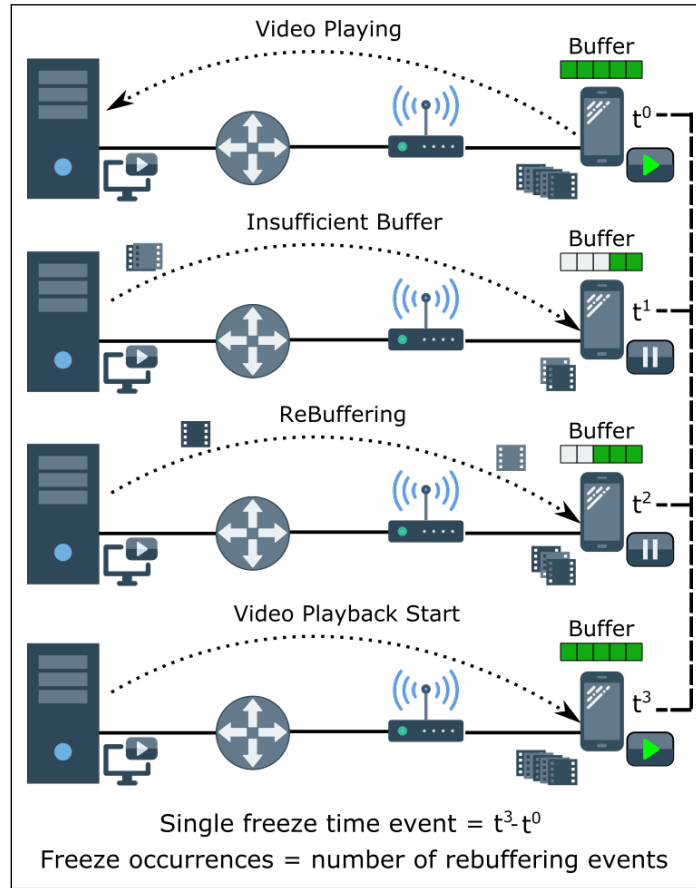 Video Playing
Buffer
t⁰
Insufficient Buffer
Buffer
t¹
ReBuffering
Buffer
t²
Video Playback Start
Buffer
t³
Single freeze time event = t³-t⁰
Freeze occurrences = number of rebuffering events